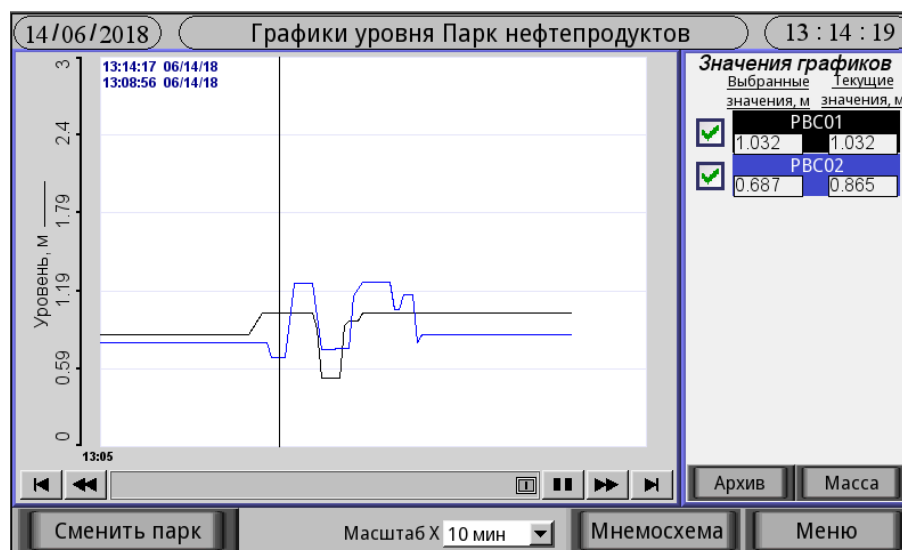 14/06/2018
Графики уровня Парк нефтепродуктов
13 : 14 : 19
13:14:17 06/14/18
13:08:56 06/14/18
3
2.4
1.79
1.19
0.59
0
Уровень, м
13:05
Значения графиков
Выбранные значения, м
Текущие значения, м
РВС01
1.032 1.032
РВС02
0.687 0.865
Архив
Масса
Сменить парк
Масштаб X 10 мин
Мнемосхема
Меню